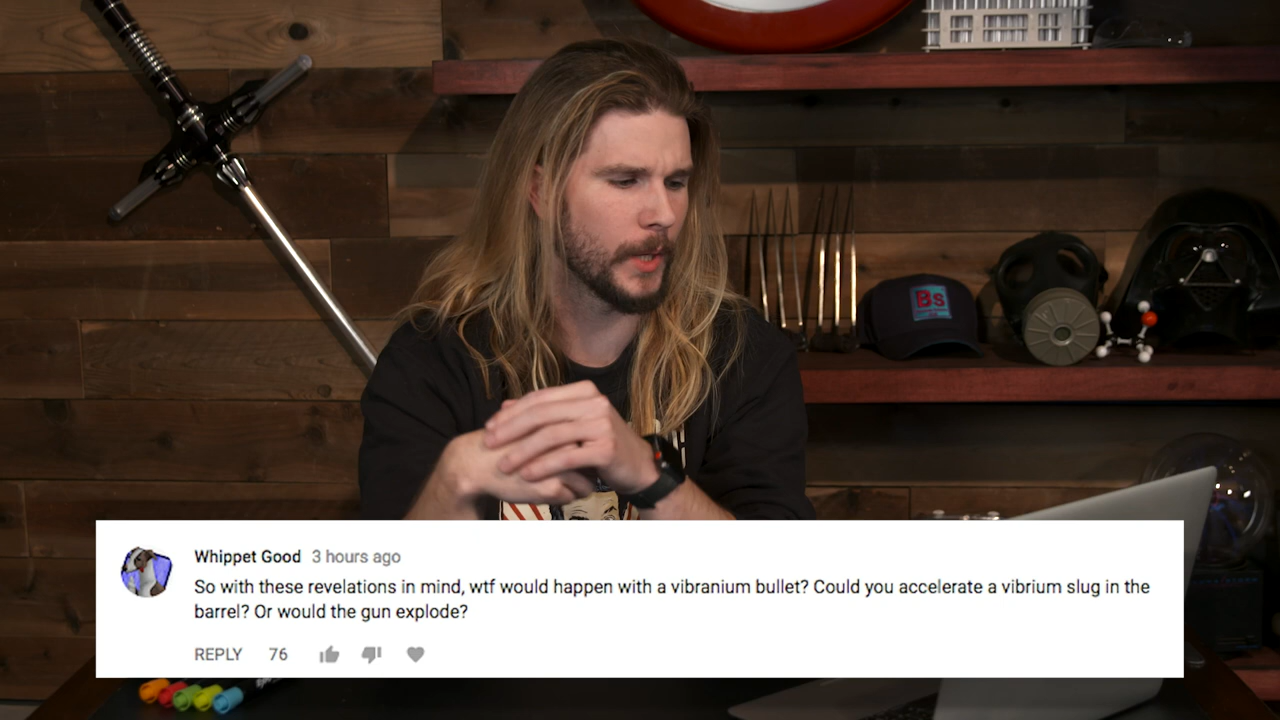 Bs
Whippet Good 3 hours ago
So with these revelations in mind, wtf would happen with a vibranium bullet? Could you accelerate a vibrium slug in the
barrel? Or would the gun explode?
REPLY 76